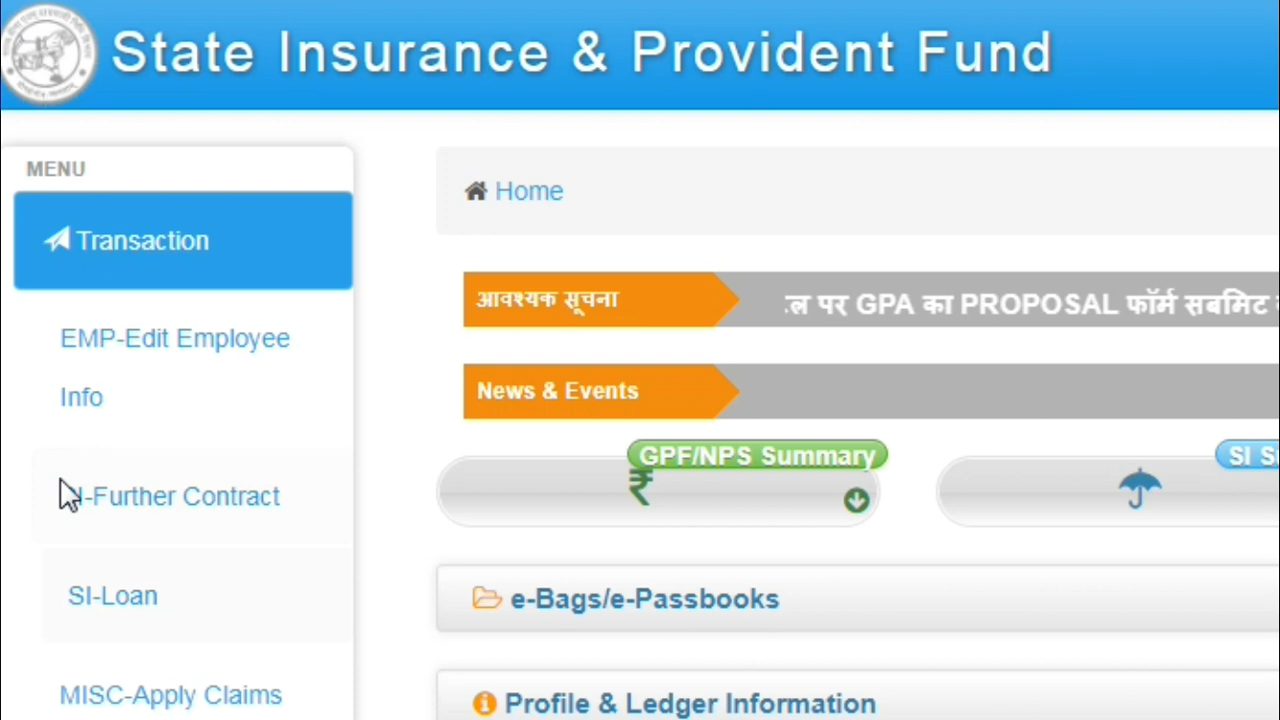 State Insurance & Provident Fund
MENU
Transaction
EMP-Edit Employee
Info
-Further Contract
SI-Loan
MISC-Apply Claims
Home
आवश्यक सूचना
पर GPA का PROPOSAL फॉर्म सबमिट
News & Events
GPF/NPS Summary
SI
e-Bags/e-Passbooks
Profile & Ledger Information